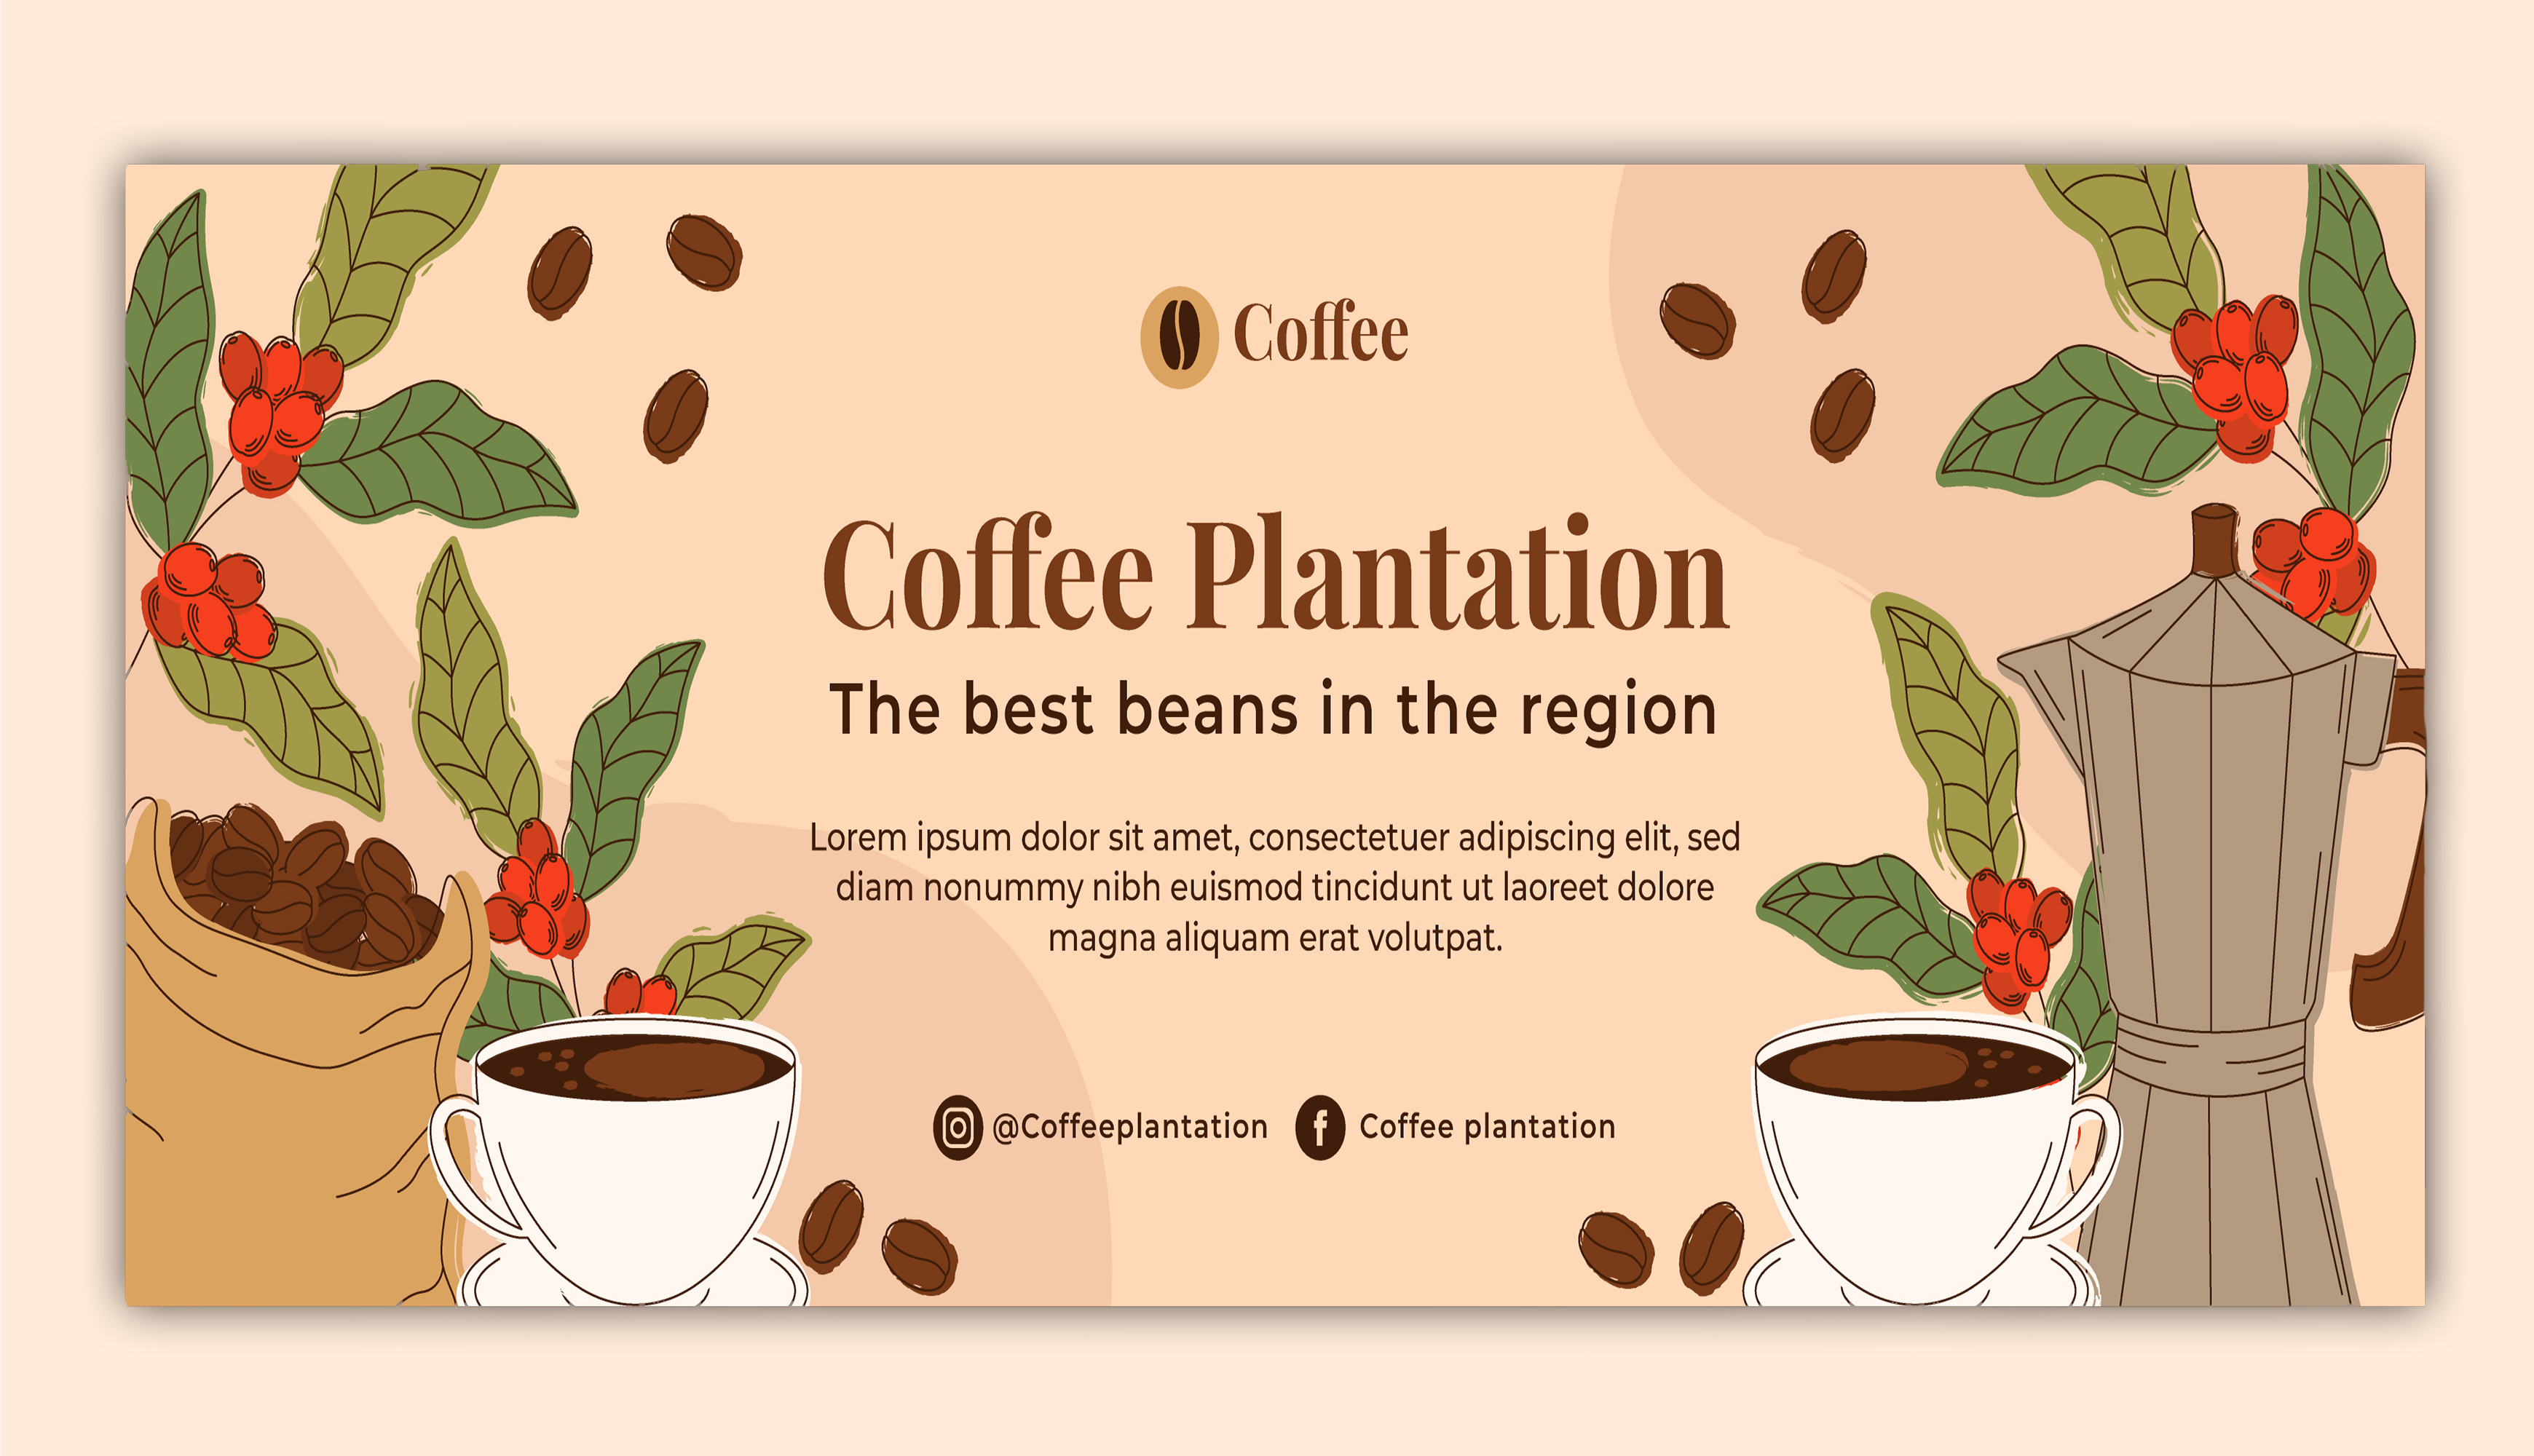 Coffee
Coffee Plantation
The best beans in the region
Lorem ipsum dolor sit amet, consectetuer adipiscing elit, sed
diam nonummy nibh euismod tincidunt ut laoreet dolore
magna aliquam erat volutpat.
@Coffeeplantation Coffee plantation